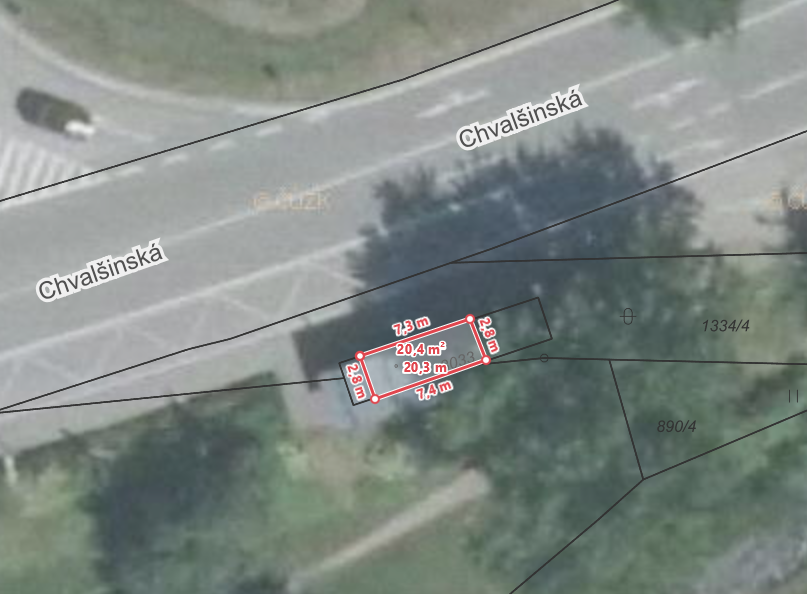 Chvalšinská
© ČÚZK
Chvalšinská
7,3 m
2,8 m
20,4 m²
20,3 m
2,8 m
7,4 m
1334/4
890/4